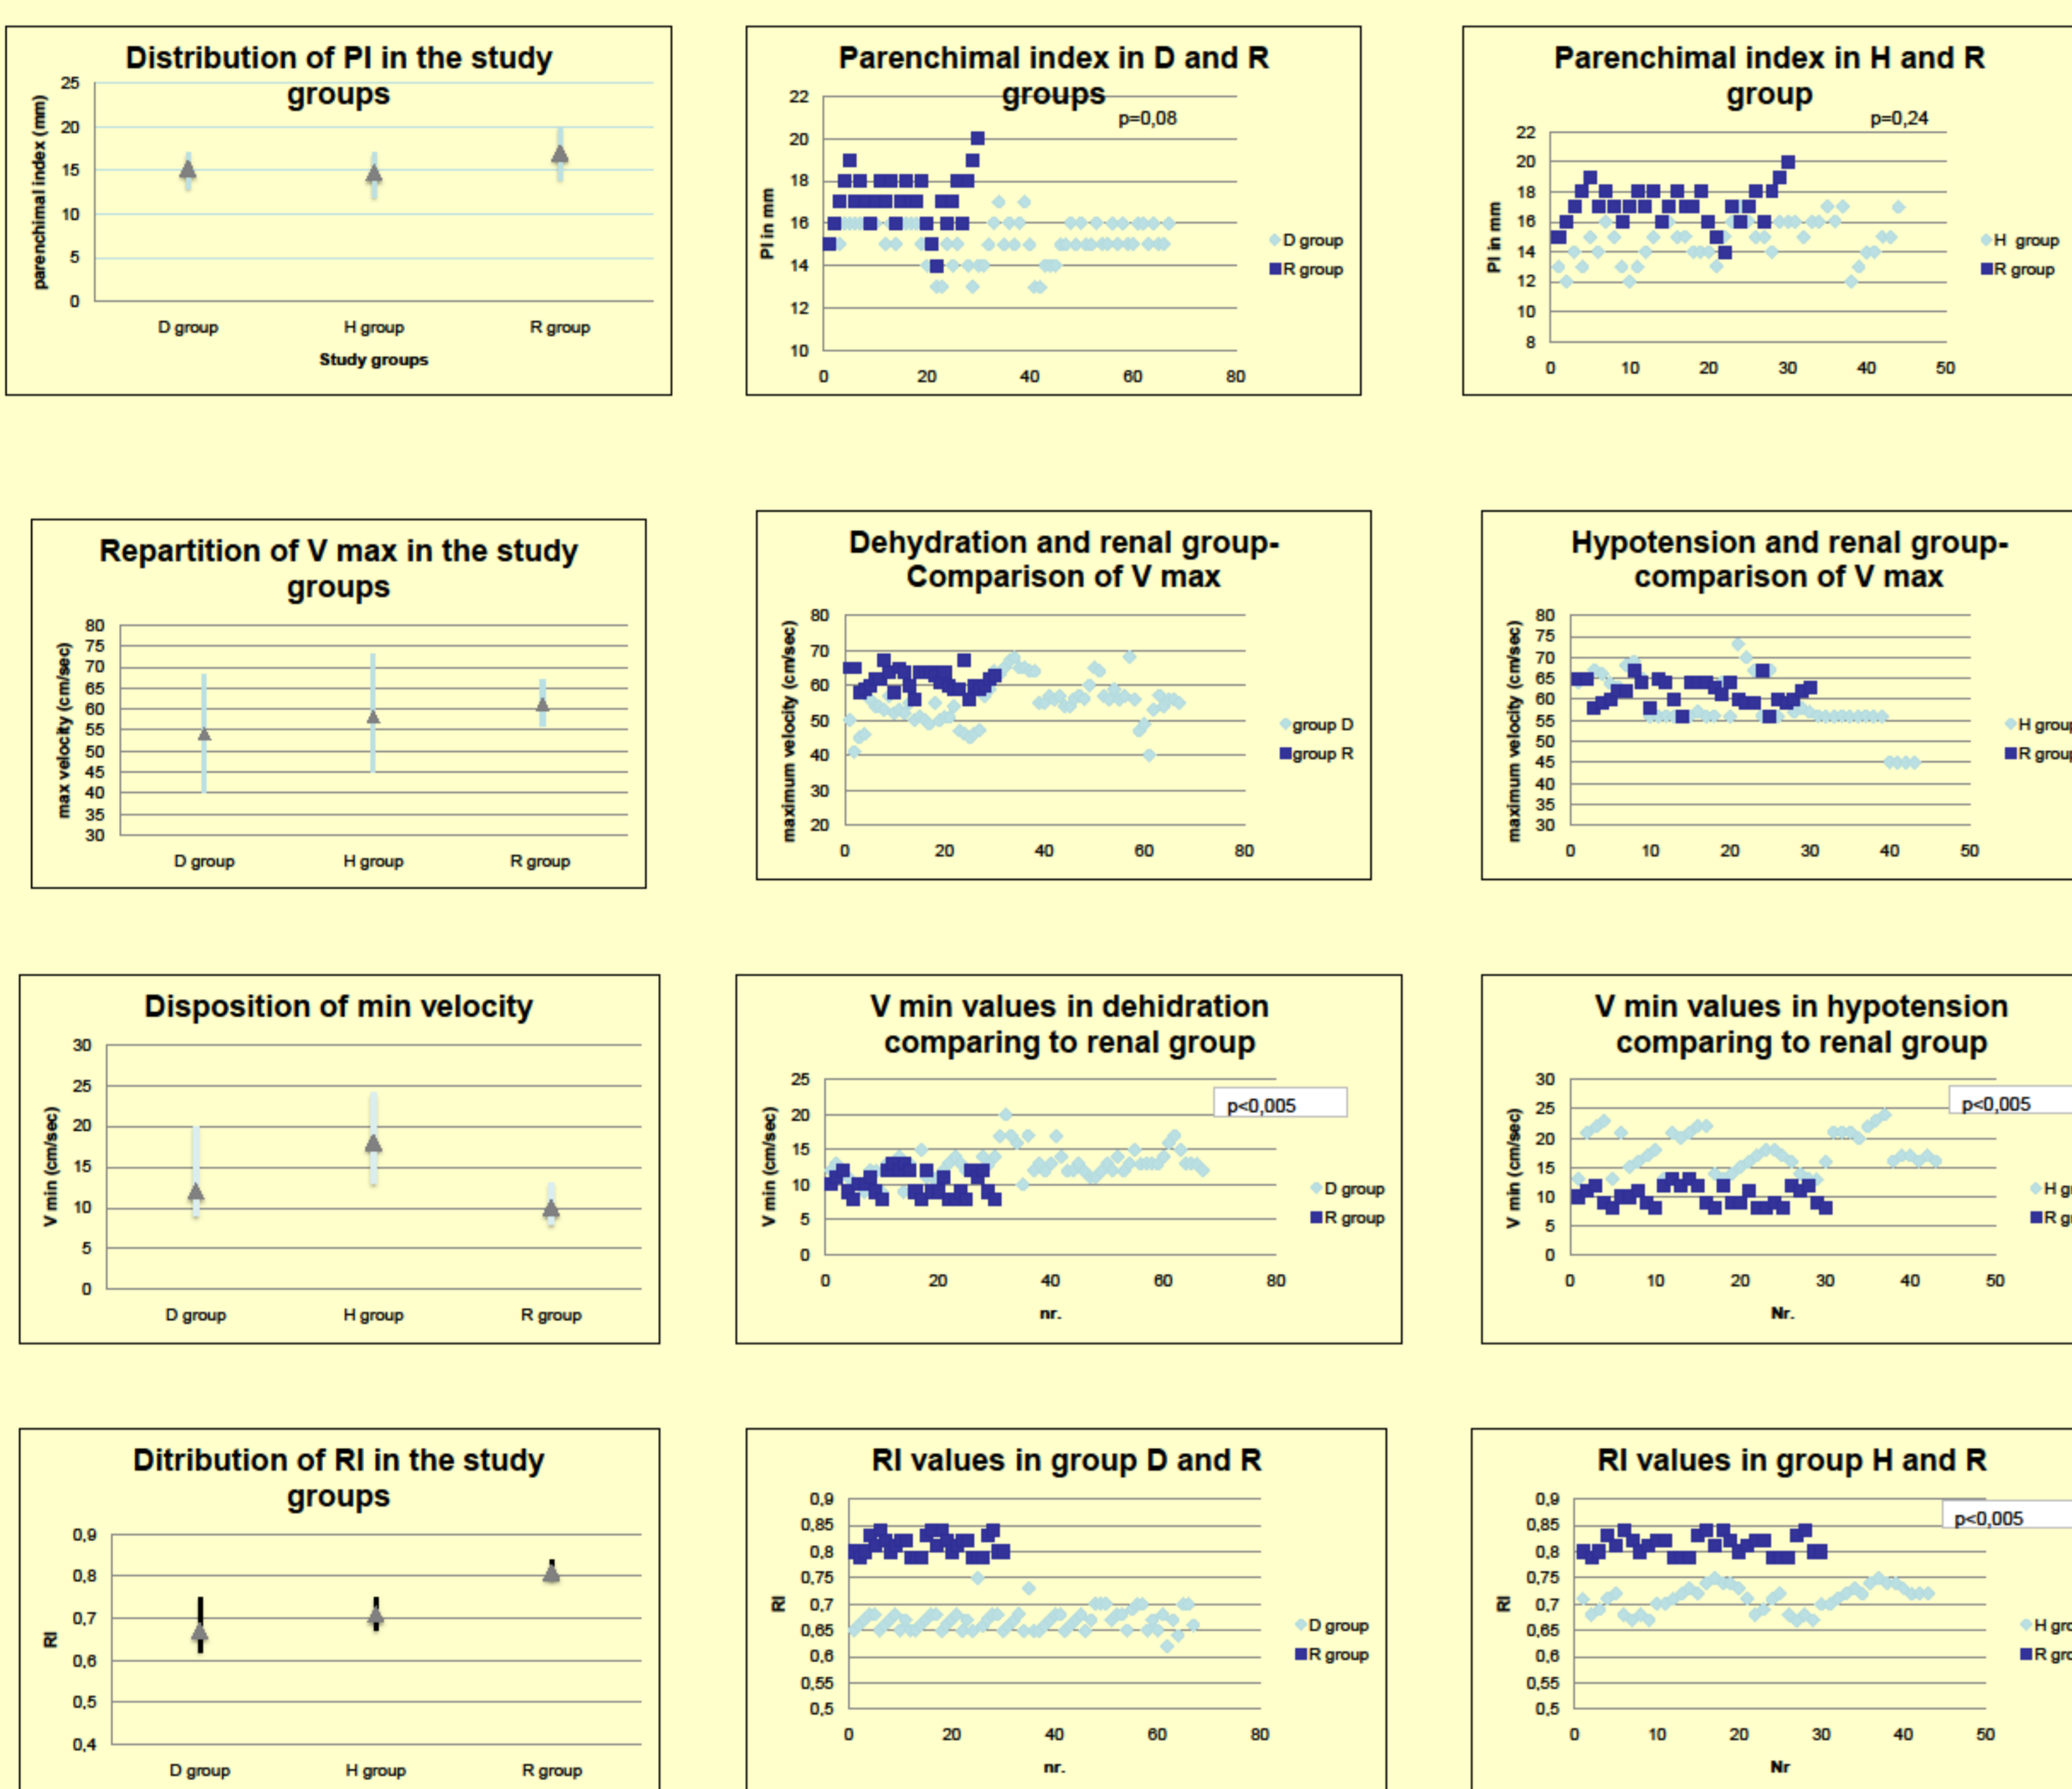 Distribution of PI in the study
groups
parenchimal index (mm)
25
20
15
10
5
0
D group
H group
R group
Study groups
Parenchimal index in D and R
groups
p=0,08
PI in mm
22
20
18
16
14
12
10
0
20
40
60
80
D group
R group
Parenchimal index in H and R
group
p=0,24
PI in mm
22
20
18
16
14
12
10
8
0
10
20
30
40
50
H group
R group
Repartition of V max in the study
groups
max velocity (cm/sec)
80
75
70
65
60
55
50
45
40
35
30
D group
H group
R group
Dehydration and renal group-
Comparison of V max
maximum velocity (cm/sec)
80
70
60
50
40
30
20
0
20
40
60
80
group D
group R
Hypotension and renal group-
comparison of V max
maximum velocity (cm/sec)
80
75
70
65
60
55
50
45
40
35
30
0
10
20
30
40
50
H group
R group
Disposition of min velocity
V min (cm/sec)
30
25
20
15
10
5
0
D group
H group
R group
V min values in dehidration
comparing to renal group
p<0,005
V min (cm/sec)
25
20
15
10
5
0
0
20
40
60
80
nr.
D group
R group
V min values in hypotension
comparing to renal group
p<0,005
V min (cm/sec)
30
25
20
15
10
5
0
0
10
20
30
40
50
Nr.
H g
R g
Ditribution of RI in the study
groups
RI
0,9
0,8
0,7
0,6
0,5
0,4
D group
H group
R group
RI values in group D and R
RI
0,9
0,85
0,8
0,75
0,7
0,65
0,6
0,55
0,5
0
20
40
60
80
nr.
D group
R group
RI values in group H and R
p<0,005
RI
0,9
0,85
0,8
0,75
0,7
0,65
0,6
0,55
0,5
0
10
20
30
40
50
Nr
H gro
R gro